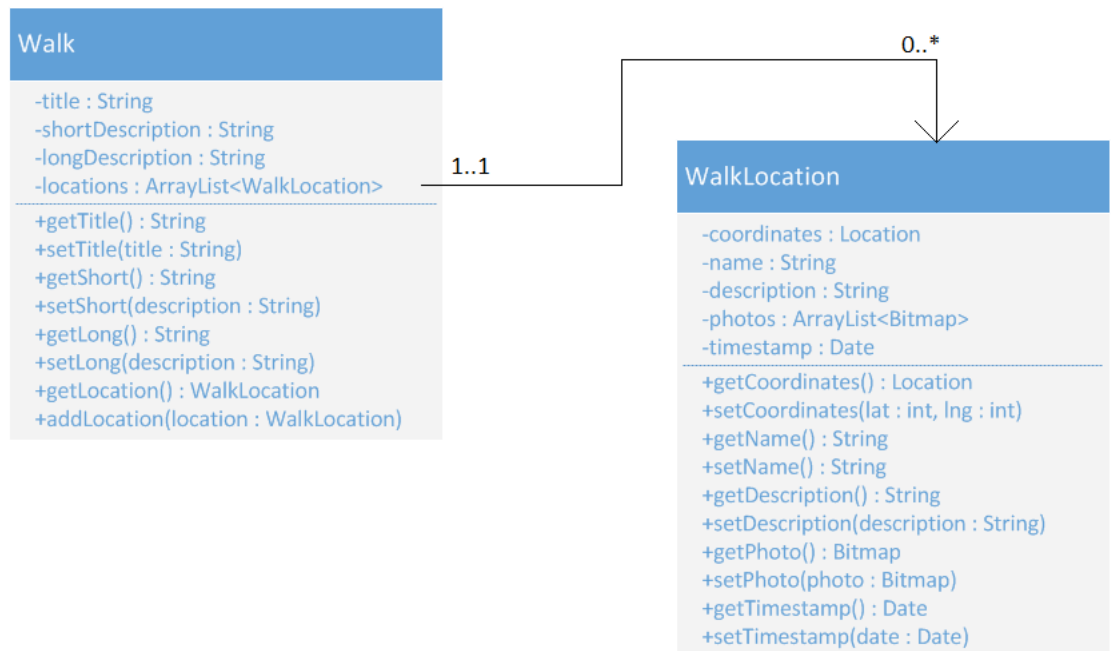 Walk
-title : String
-shortDescription : String
-longDescription : String
-locations : ArrayList<WalkLocation>
+getTitle() : String
+setTitle(title : String)
+getShort() : String
+setShort(description : String)
+getLong() : String
+setLong(description : String)
+getLocation() : WalkLocation
+addLocation(location : WalkLocation)
1..1
0..*
WalkLocation
-coordinates : Location
-name : String
-description : String
-photos : ArrayList<Bitmap>
-timestamp : Date
+getCoordinates() : Location
+setCoordinates(lat : int, lng : int)
+getName() : String
+setName() : String
+getDescription() : String
+setDescription(description : String)
+getPhoto() : Bitmap
+setPhoto(photo : Bitmap)
+getTimestamp() : Date
+setTimestamp(date : Date)